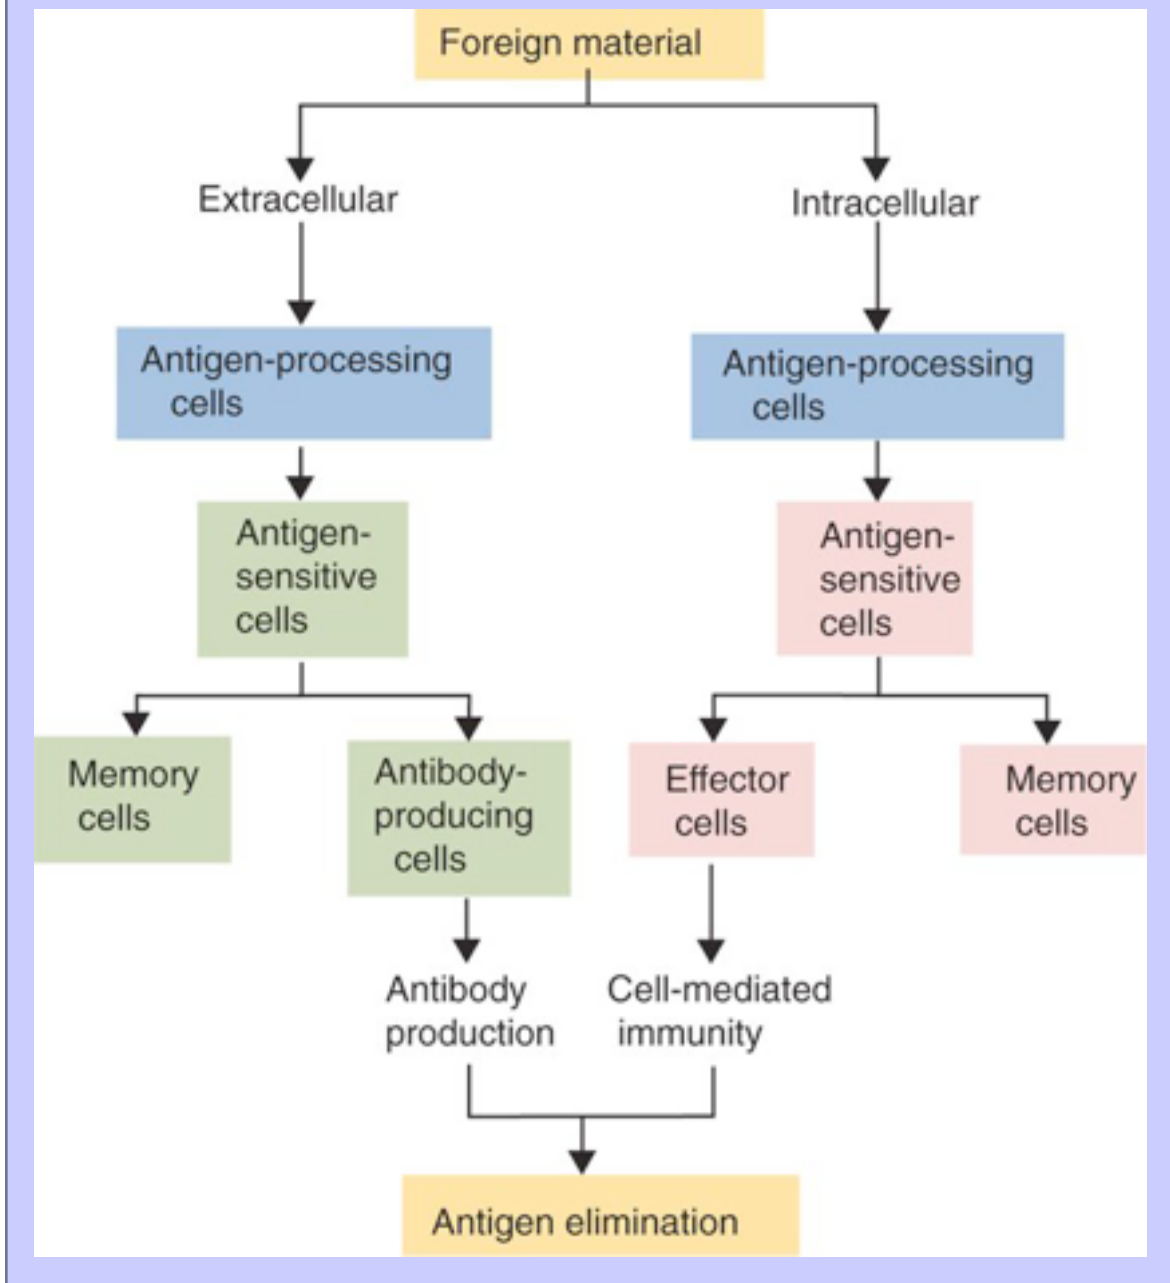 Foreign material
Extracellular
Intracellular
Antigen-processing
cells
Antigen-processing
cells
Antigen-
sensitive
cells
Antigen-
sensitive
cells
Memory
cells
Antibody-
producing
cells
Effector
cells
Memory
cells
Antibody
production
Cell-mediated
immunity
Antigen elimination